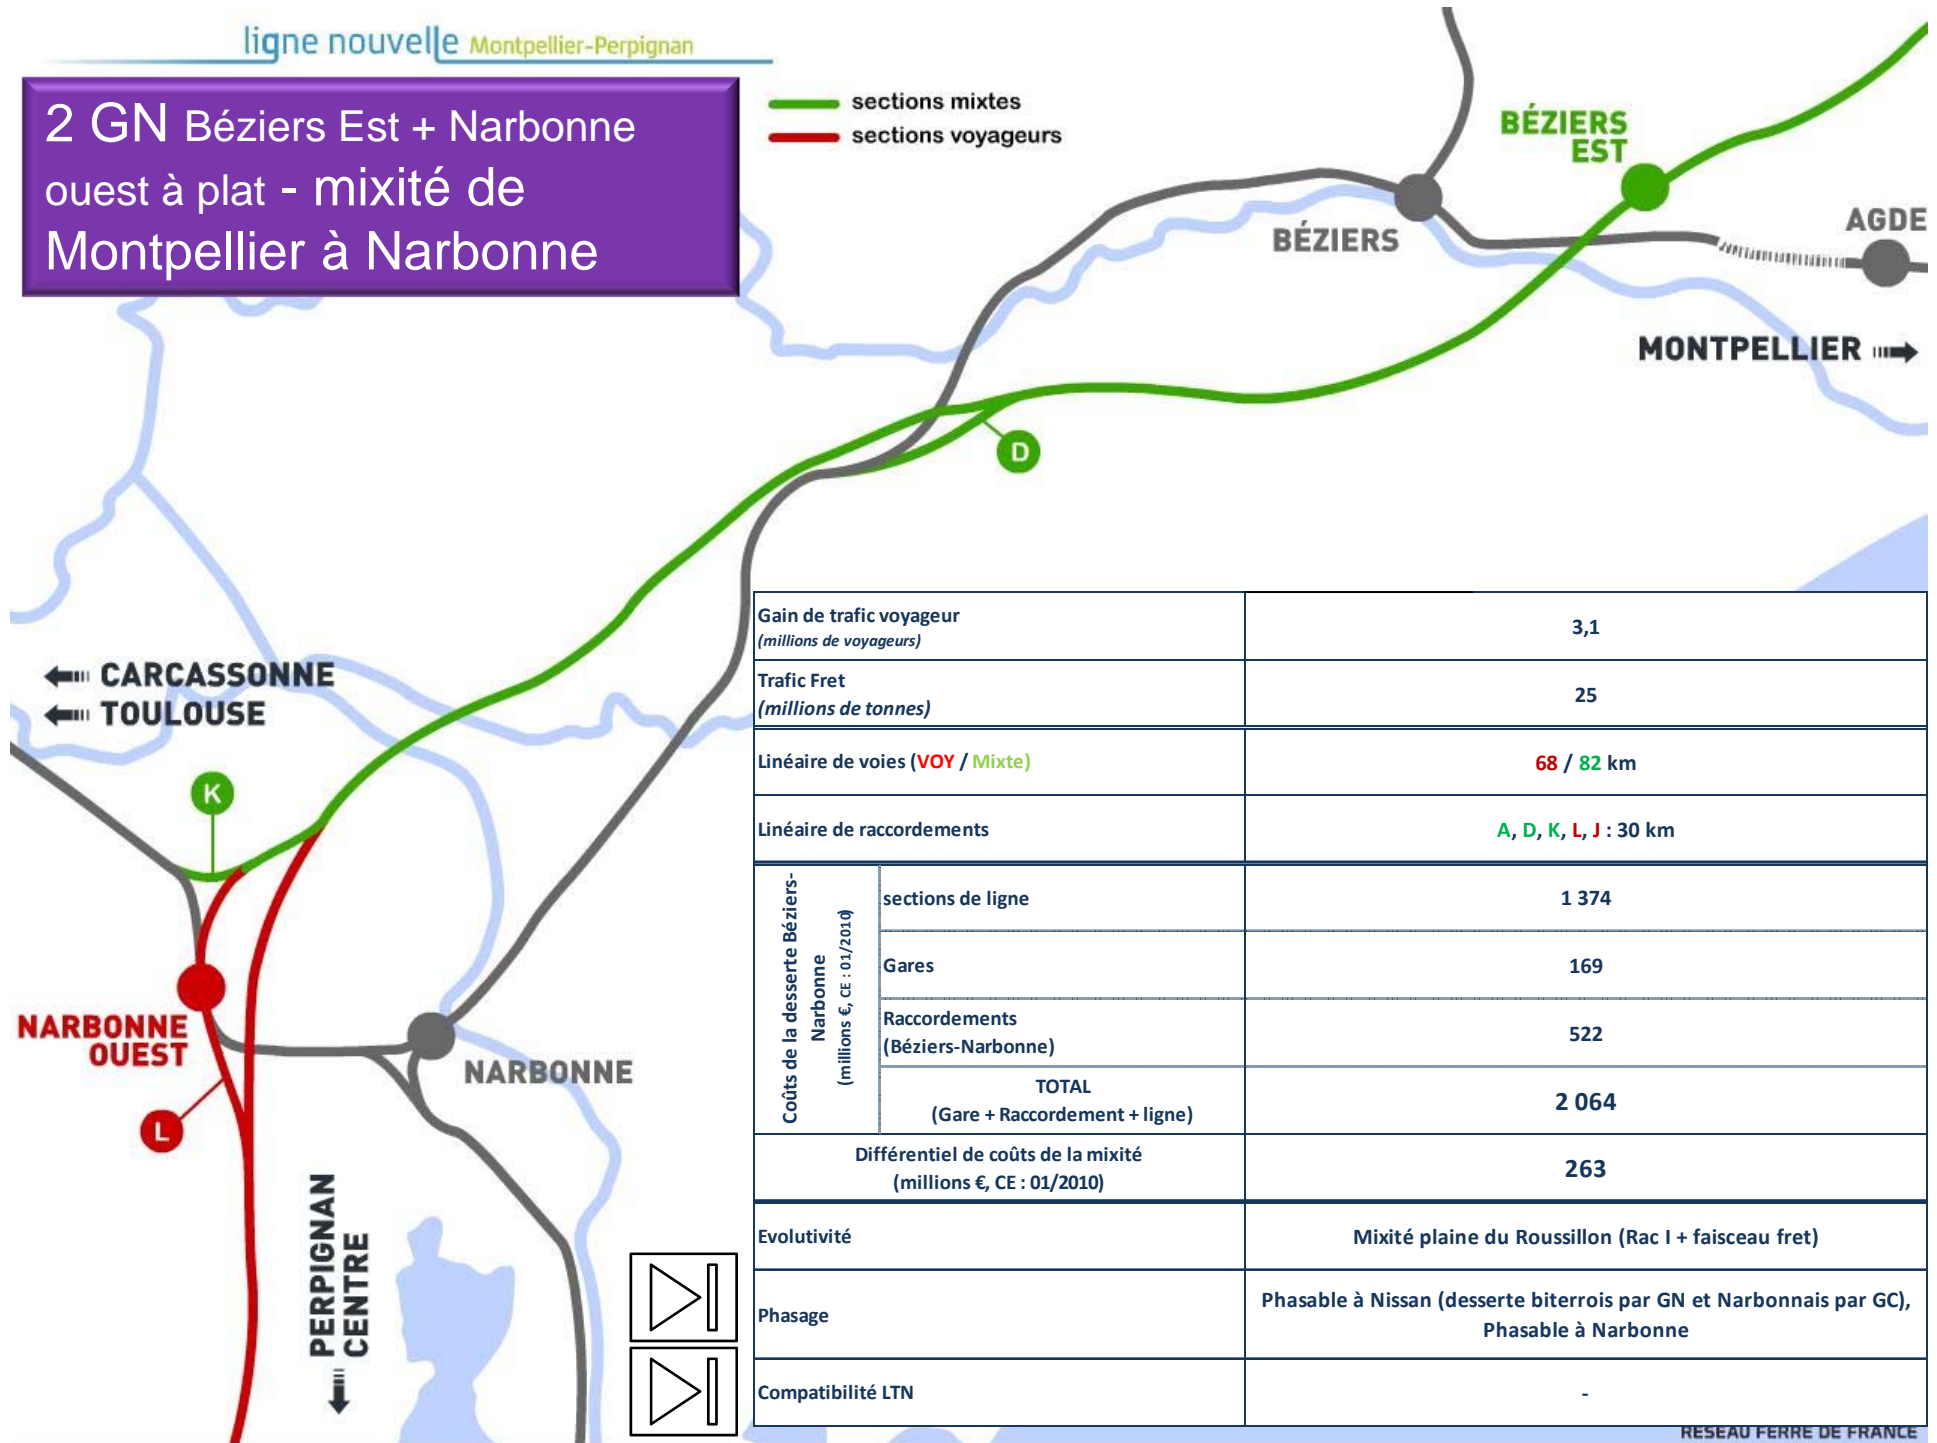 ligne nouvelle Montpellier-Perpignan
2 GN Béziers Est + Narbonne
ouest à plat - mixité de
Montpellier à Narbonne
sections mixtes
sections voyageurs
BÉZIERS
EST
BÉZIERS
AGDE
MONTPELLIER
D
CARCASSONNE
TOULOUSE
K
NARBONNE
OUEST
NARBONNE
L
PERPIGNAN
CENTRE
Gain de trafic voyageur
(millions de voyageurs)
3,1
Trafic Fret
(millions de tonnes)
25
Linéaire de voies (VOY / Mixte)
68 / 82 km
Linéaire de raccordements
A, D, K, L, J : 30 km
Coûts de la desserte Béziers-
Narbonne
(millions €, CE : 01/2010)
sections de ligne
1 374
Gares
169
Raccordements
(Béziers-Narbonne)
522
TOTAL
(Gare + Raccordement + ligne)
2 064
Différentiel de coûts de la mixité
(millions €, CE : 01/2010)
263
Evolutivité
Mixité plaine du Roussillon (Rac I + faisceau fret)
Phasage
Phasable à Nissan (desserte biterrois par GN et Narbonnais par GC),
Phasable à Narbonne
Compatibilité LTN
-
RESEAU FERRE DE FRANCE